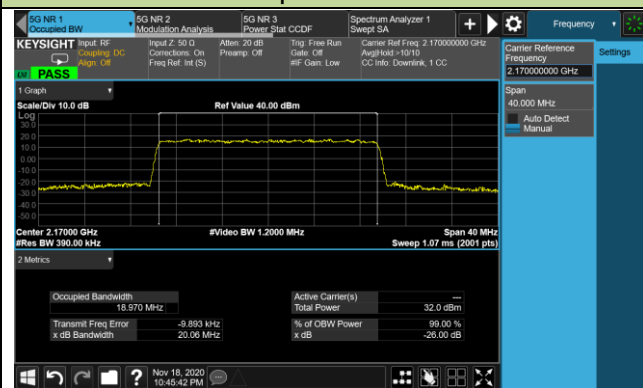 5G NR 1
Occupied BW
5G NR 2
Modulation Analysis
5G NR 3
Power Stat CCDF
Spectrum Analyzer 1
Swept SA
Frequency
KEYSIGHT
Input: RF
Coupling: DC
Align: Off
Input Z: 50 Ω
Corrections: On
Freq Ref: Int (S)
Atten: 20 dB
Preamp: Off
Trig: Free Run
Gate: Off
#IF Gain: Low
Carrier Ref Freq: 2.170000000 GHz
Avg|Hold:>10/10
CC Info: Downlink, 1 CC
PASS
Carrier Reference
Frequency
2.170000000 GHz
Settings
Span
40.000 MHz
Auto Detect
Manual
1 Graph
Scale/Div 10.0 dB
Ref Value 40.00 dBm
Log
30.0
20.0
10.0
0.00
-10.0
-20.0
-30.0
-40.0
-50.0
Center 2.17000 GHz
#Video BW 1.2000 MHz
Span 40 MHz
#Res BW 390.00 kHz
Sweep 1.07 ms (2001 pts)
2 Metrics
Occupied Bandwidth
18.970 MHz
Active Carrier(s)
---
Total Power
32.0 dBm
Transmit Freq Error
-9.893 kHz
% of OBW Power
99.00 %
x dB Bandwidth
20.06 MHz
x dB
-26.00 dB
?
Nov 18, 2020
10:45:42 PM